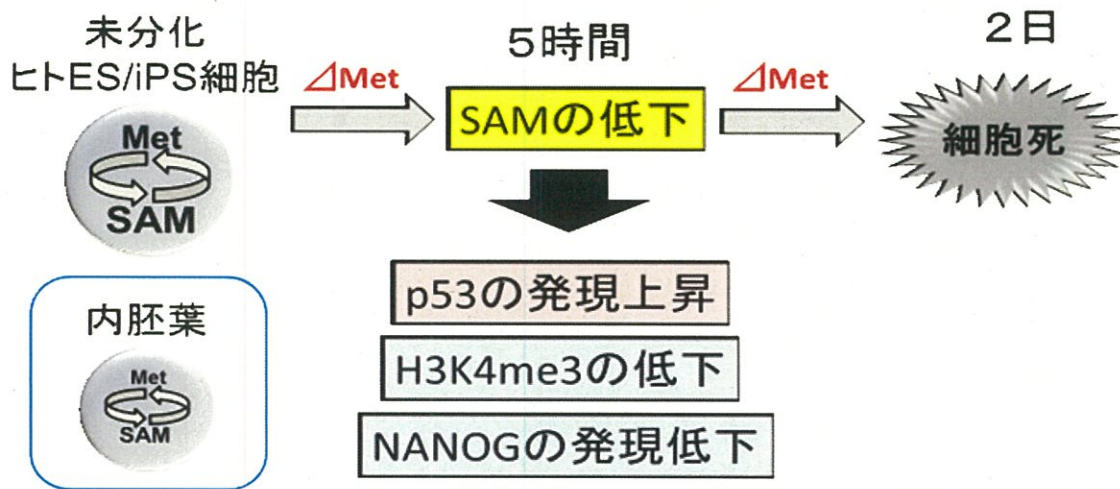 未分化
ヒトES/iPS細胞
Met
SAM
⊿Met
5時間
SAMの低下
⊿Met
2日
細胞死
p53の発現上昇
H3K4me3の低下
NANOGの発現低下
内胚葉
Met
SAM